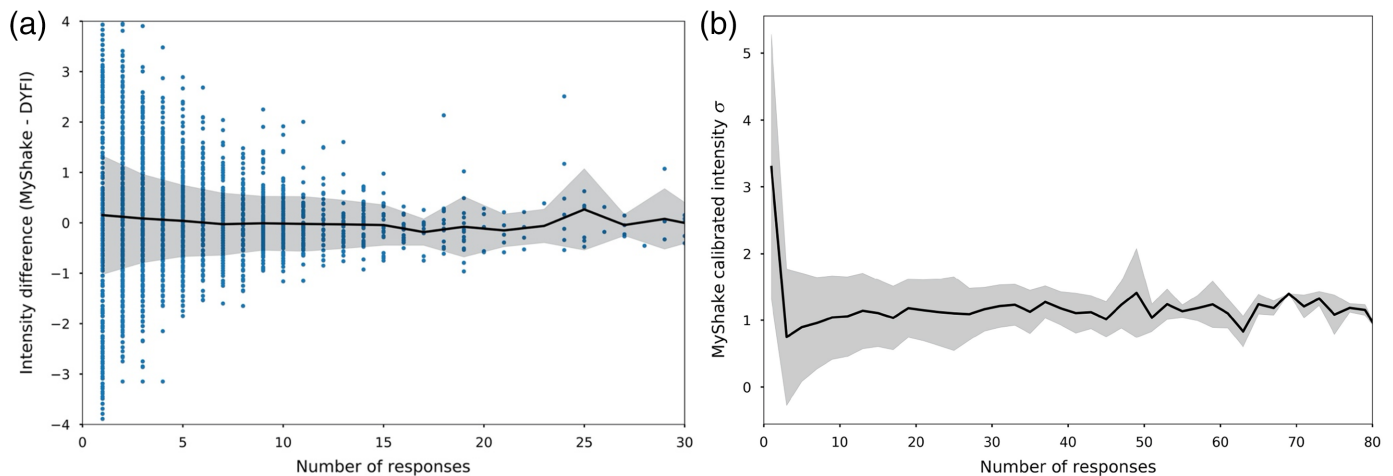 (a)
Intensity difference (MyShake - DYFI)
4
3
2
1
0
−1
−2
−3
−4
0 5 10 15 20 25 30
Number of responses
(b)
MyShake calibrated intensity σ
5
4
3
2
1
0
0 10 20 30 40 50 60 70 80
Number of responses